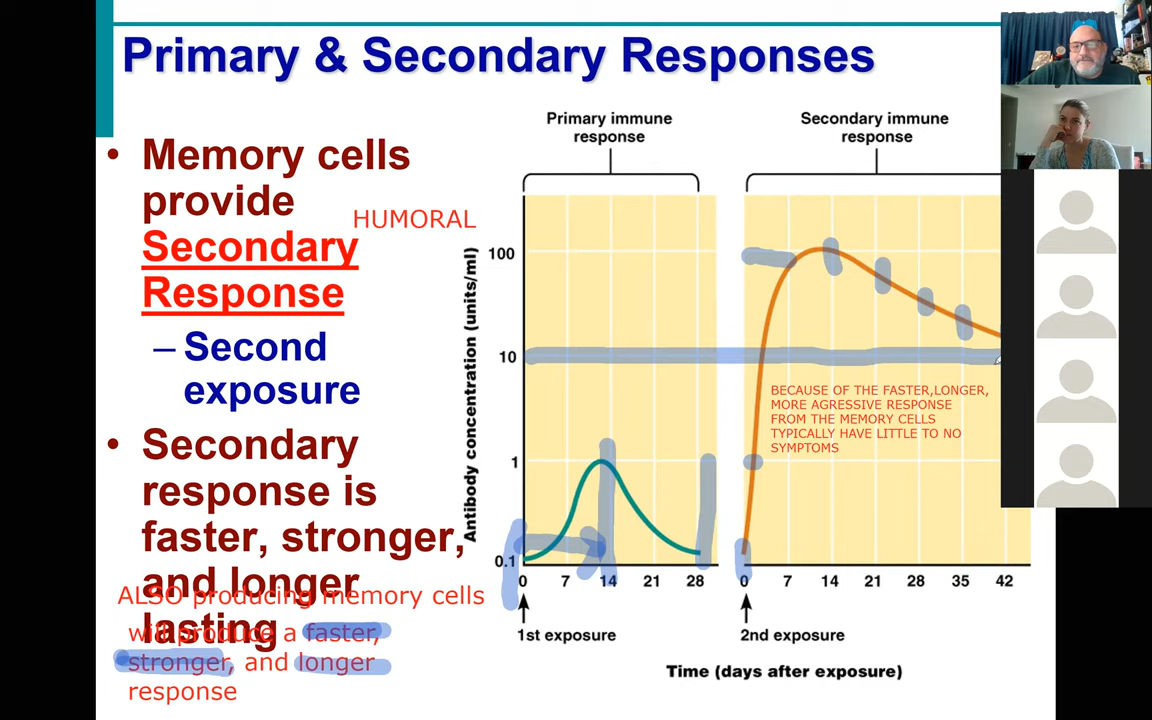 Primary & Secondary Responses
• Memory cells
provide
HUMORAL
Secondary
Response
– Second
exposure
• Secondary
response is
faster, stronger,
and longer
lasting
ALSO producing memory cells
will produce a faster,
stronger, and longer
response
Primary immune
response
Secondary immune
response
Antibody concentration (units/ml)
100
10
1
0.1
BECAUSE OF THE FASTER,LONGER,
MORE AGRESSIVE RESPONSE
FROM THE MEMORY CELLS
TYPICALLY HAVE LITTLE TO NO
SYMPTOMS
0 7 14 21 28
0 7 14 21 28 35 42
1st exposure
2nd exposure
Time (days after exposure)